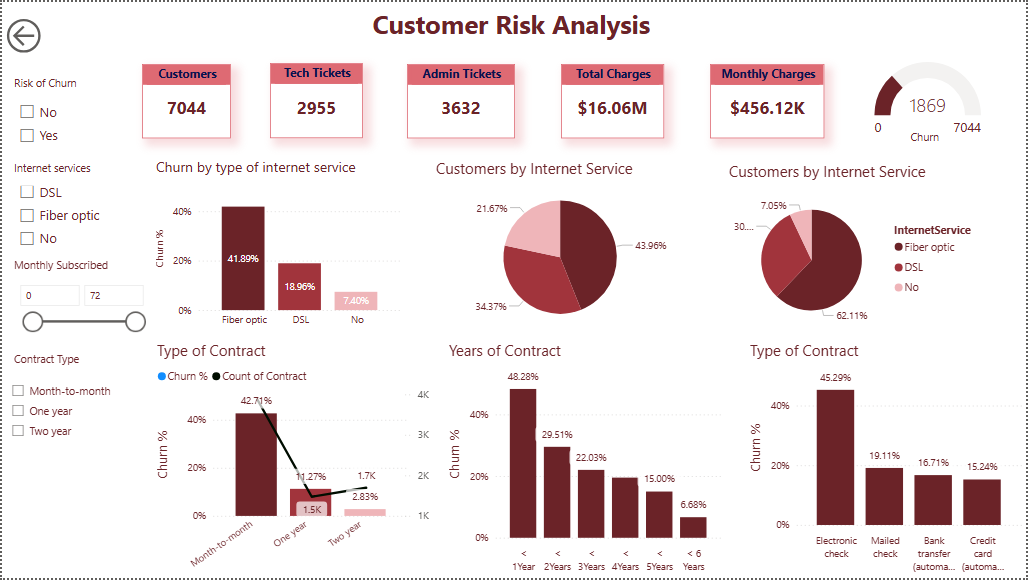 Customer Risk Analysis
Risk of Churn
No
Yes
Internet services
DSL
Fiber optic
No
Monthly Subscribed
0
72
Contract Type
Month-to-month
One year
Two year
Customers
7044
Tech Tickets
2955
Admin Tickets
3632
Total Charges
$16.06M
Monthly Charges
$456.12K
1869
0
7044
Churn
Churn by type of internet service
Churn %
40%
20%
0%
41.89%
18.96%
7.40%
Fiber optic
DSL
No
Customers by Internet Service
21.67%
43.96%
34.37%
Customers by Internet Service
7.05%
30....
62.11%
InternetService
Fiber optic
DSL
No
Type of Contract
Churn %
Count of Contract
Churn %
40%
20%
0%
42.71%
11.27%
1.5K
1.7K
2.83%
4K
3K
2K
1K
Month-to-month
One year
Two year
Years of Contract
Churn %
40%
20%
0%
48.28%
29.51%
22.03%
15.00%
6.68%
<
1Year
<
2Years
<
3Years
<
4Years
<
5Years
< 6
Years
Type of Contract
Churn %
40%
20%
0%
45.29%
19.11%
16.71%
15.24%
Electronic
check
Mailed
check
Bank
transfer
(automa...
Credit
card
(automa...